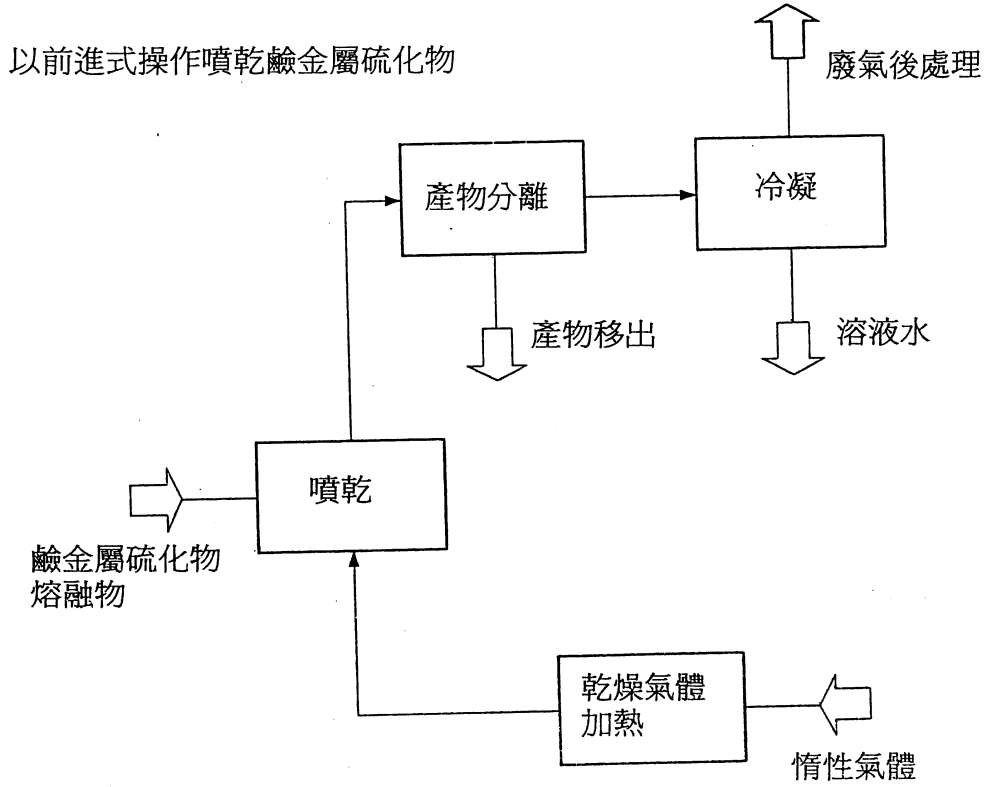 以前進式操作噴乾鹼金屬硫化物
廢氣後處理
產物分離
冷凝
產物移出
溶液水
噴乾
鹼金屬硫化物
熔融物
乾燥氣體
加熱
惰性氣體